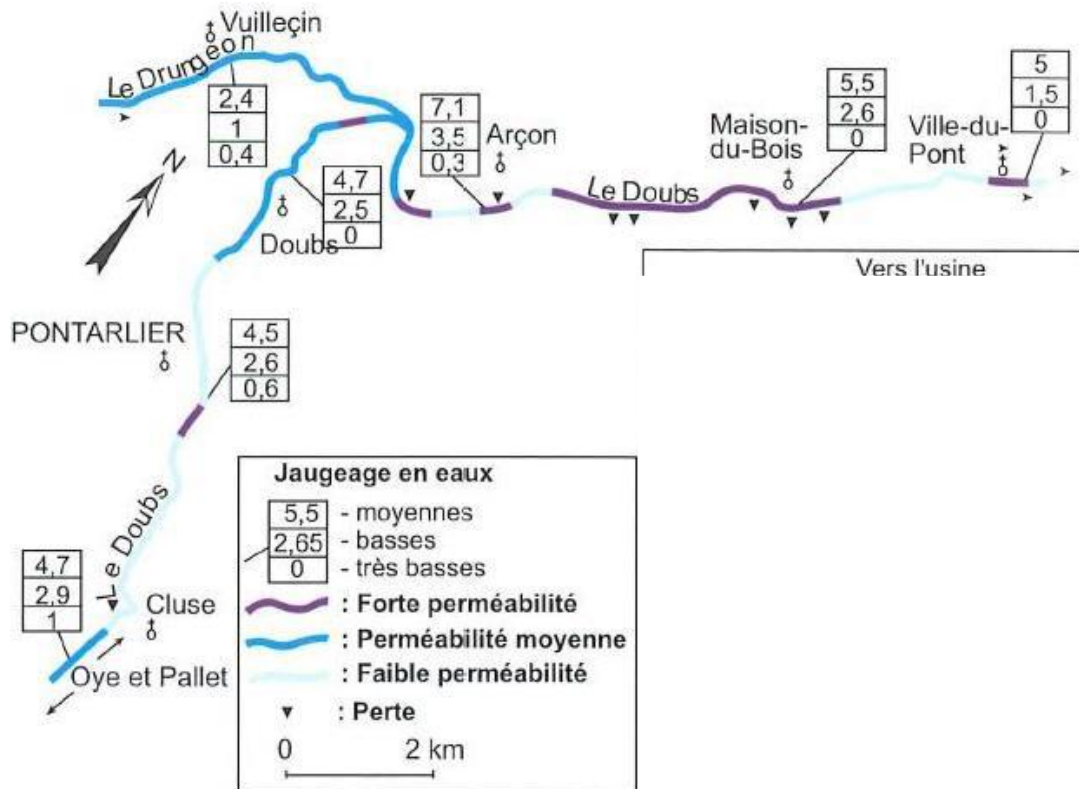 Vuilleçin
Le Drungeon
2,4
1
0,4
7,1
3,5
0,3
Arçon
5,5
2,6
0
Maison-
du-Bois
5
1,5
0
Ville-du-
Pont
N
4,7
2,5
0
Doubs
Le Doubs
Vers l'usine
PONTARLIER
4,5
2,6
0,6
Le Doubs
4,7
2,9
1
Cluse
Oye et Pallet
Jaugeage en eaux
5,5 - moyennes
2,65 - basses
0 - très basses
: Forte perméabilité
: Perméabilité moyenne
: Faible perméabilité
: Perte
0 2 km